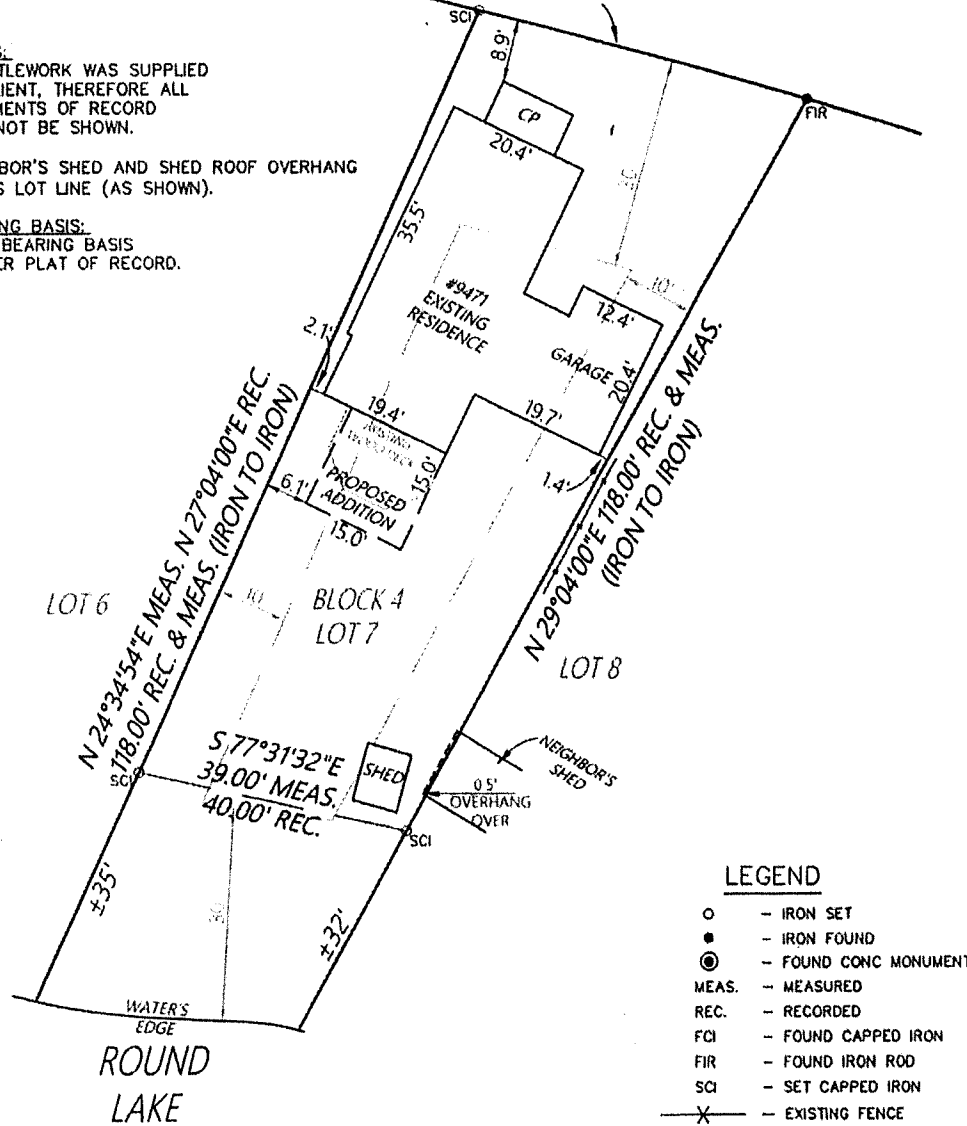 SCI
S:
TLEWORK WAS SUPPLIED
IENT, THEREFORE ALL
MENTS OF RECORD
NOT BE SHOWN.
BOR'S SHED AND SHED ROOF OVERHANG
S LOT LINE (AS SHOWN).
NG BASIS:
BEARING BASIS
ER PLAT OF RECORD.
8.9'
CP
20.4'
FIR
30
35.5'
#9471
EXISTING
RESIDENCE
10'
12.4'
GARAGE
20.4'
2.1'
19.4'
19.7'
EXISTING
WOOD DECK
15.0'
1.4'
6.1'
PROPOSED
ADDITION
15.0'
N 24°34'54"E MEAS. N 27°04'00"E REC.
118.00' REC. & MEAS. (IRON TO IRON)
N 29°04'00"E 118.00' REC. & MEAS.
(IRON TO IRON)
LOT 6
10'
BLOCK 4
LOT 7
LOT 8
S 77°31'32"E
39.00' MEAS.
40.00' REC.
SCI
SHED
NEIGHBOR'S
SHED
0.5'
OVERHANG
OVER
SCI
±35'
±32'
WATER'S
EDGE
ROUND
LAKE
LEGEND
- IRON SET
- IRON FOUND
- FOUND CONC MONUMENT
MEAS. - MEASURED
REC. - RECORDED
FCI - FOUND CAPPED IRON
FIR - FOUND IRON ROD
SCI - SET CAPPED IRON
X - EXISTING FENCE